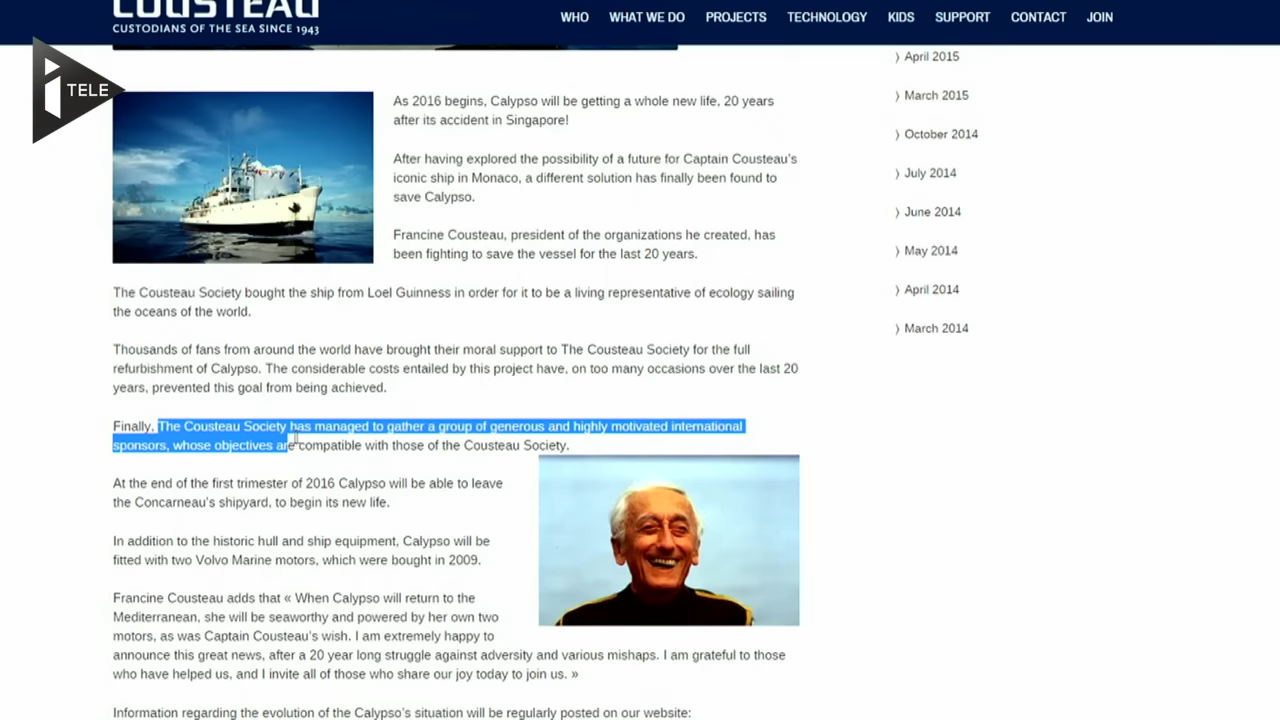 COUSTEAU
CUSTODIANS OF THE SEA SINCE 1943
WHO WHAT WE DO PROJECTS TECHNOLOGY KIDS SUPPORT CONTACT JOIN
i TELE
As 2016 begins, Calypso will be getting a whole new life, 20 years
after its accident in Singapore!
After having explored the possibility of a future for Captain Cousteau's
iconic ship in Monaco, a different solution has finally been found to
save Calypso.
Francine Cousteau, president of the organizations he created, has
been fighting to save the vessel for the last 20 years.
The Cousteau Society bought the ship from Loel Guinness in order for it to be a living representative of ecology sailing
the oceans of the world.
Thousands of fans from around the world have brought their moral support to The Cousteau Society for the full
refurbishment of Calypso. The considerable costs entailed by this project have, on too many occasions over the last 20
years, prevented this goal from being achieved.
Finally, The Cousteau Society has managed to gather a group of generous and highly motivated international
sponsors, whose objectives are compatible with those of the Cousteau Society.
At the end of the first trimester of 2016 Calypso will be able to leave
the Concarneau's shipyard, to begin its new life.
In addition to the historic hull and ship equipment, Calypso will be
fitted with two Volvo Marine motors, which were bought in 2009.
Francine Cousteau adds that « When Calypso will return to the
Mediterranean, she will be seaworthy and powered by her own two
motors, as was Captain Cousteau's wish. I am extremely happy to
announce this great news, after a 20 year long struggle against adversity and various mishaps. I am grateful to those
who have helped us, and I invite all of those who share our joy today to join us. »
Information regarding the evolution of the Calypso's situation will be regularly posted on our website:
〉 April 2015
〉 March 2015
〉 October 2014
〉 July 2014
〉 June 2014
〉 May 2014
〉 April 2014
〉 March 2014